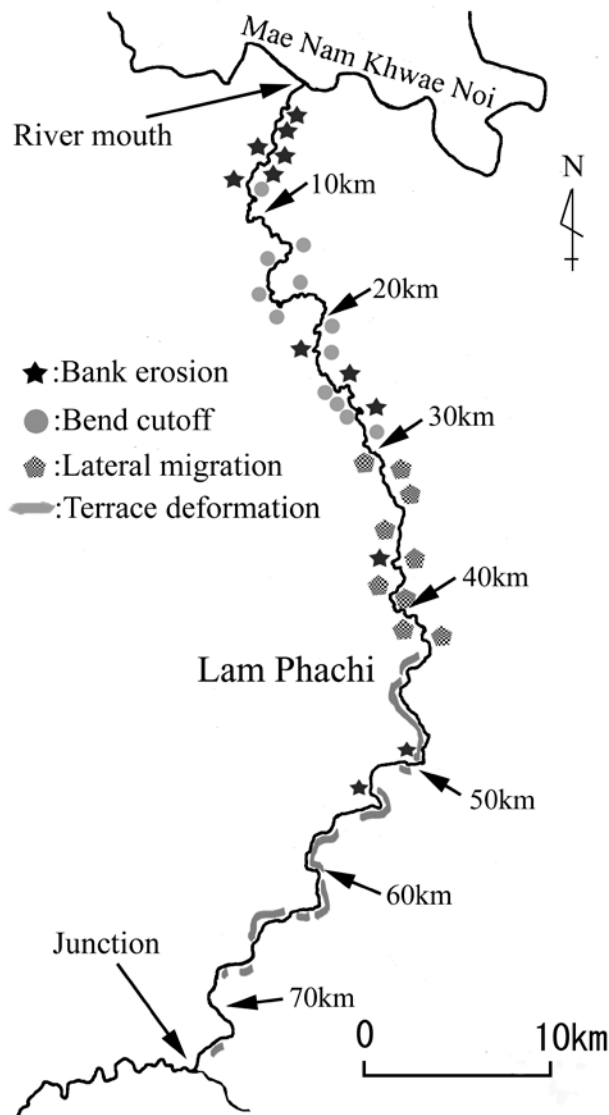 Mae Nam Khwae Noi
River mouth
N
10km
20km
:Bank erosion
:Bend cutoff
30km
:Lateral migration
:Terrace deformation
40km
Lam Phachi
50km
60km
Junction
70km
0 10km